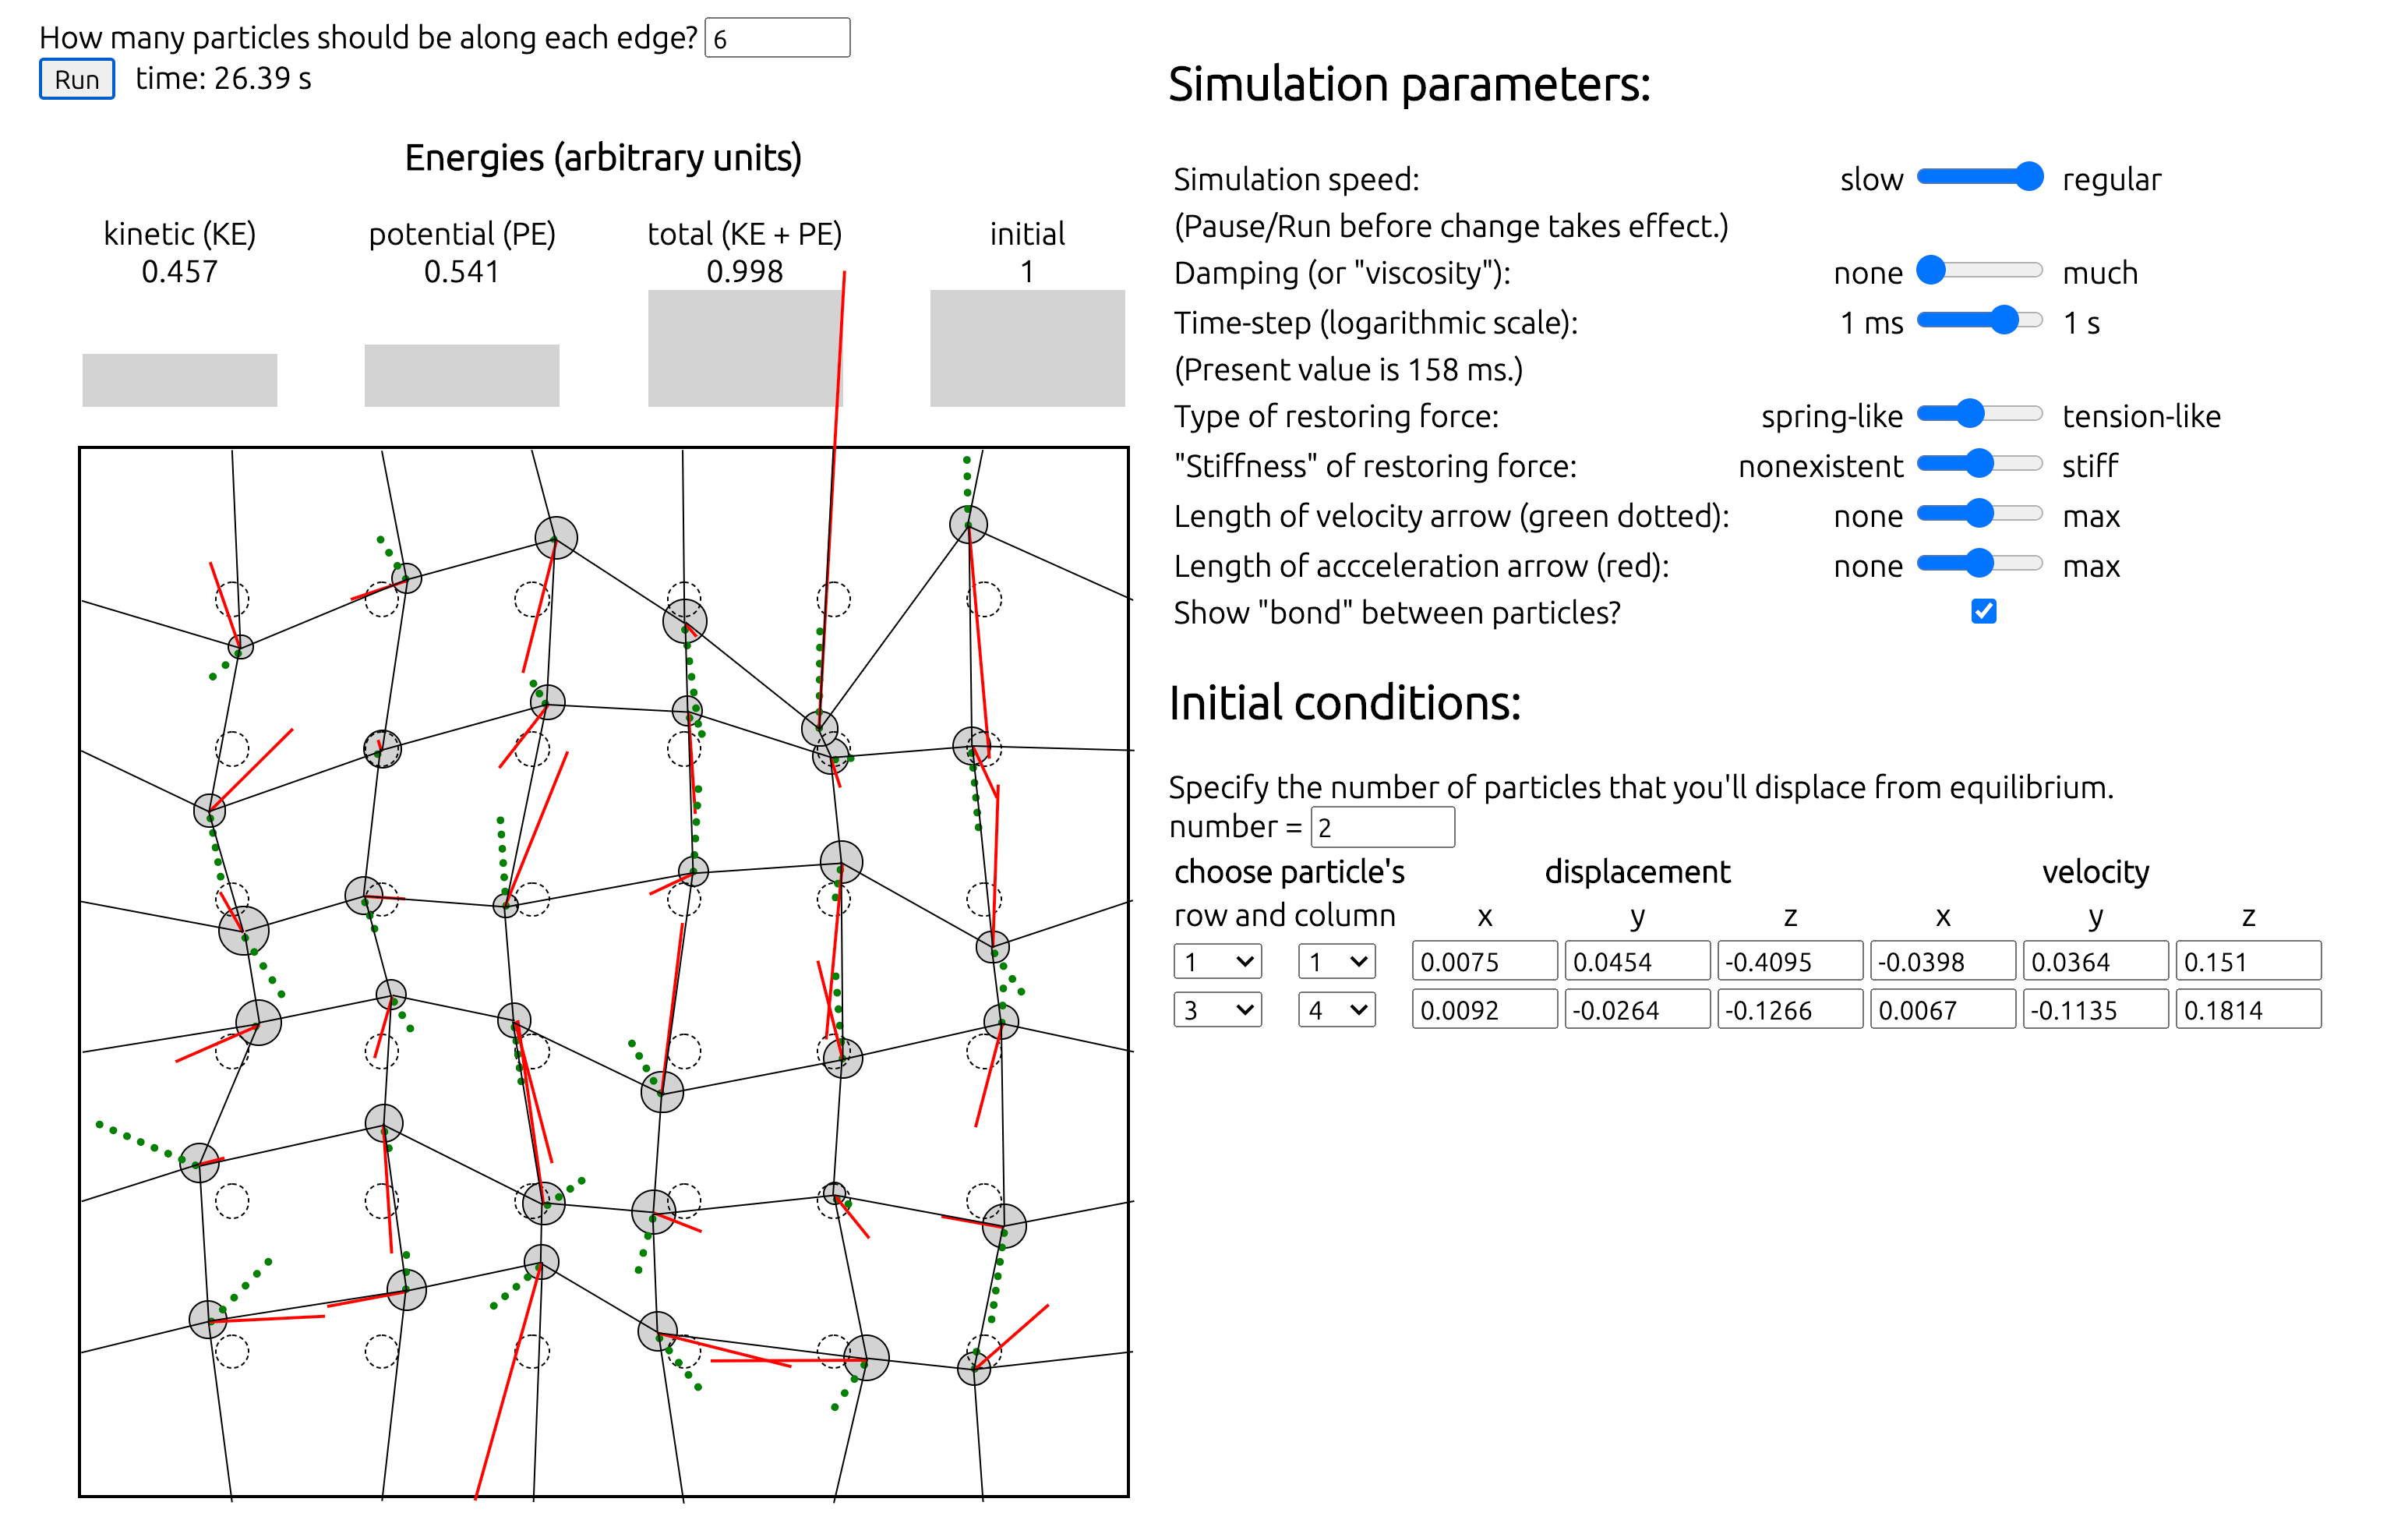 How many particles should be along each edge? 6
Run time: 26.39 s
Energies (arbitrary units)
kinetic (KE) potential (PE) total (KE + PE) initial
0.457 0.541 0.998 1
Simulation parameters:
Simulation speed: slow regular
(Pause/Run before change takes effect.)
Damping (or "viscosity"): none much
Time-step (logarithmic scale): 1 ms 1 s
(Present value is 158 ms.)
Type of restoring force: spring-like tension-like
"Stiffness" of restoring force: nonexistent stiff
Length of velocity arrow (green dotted): none max
Length of accceleration arrow (red): none max
Show "bond" between particles?
Initial conditions:
Specify the number of particles that you'll displace from equilibrium.
number = 2
choose particle's displacement velocity
row and column x y z x y z
1 1 0.0075 0.0454 -0.4095 -0.0398 0.0364 0.151
3 4 0.0092 -0.0264 -0.1266 0.0067 -0.1135 0.1814